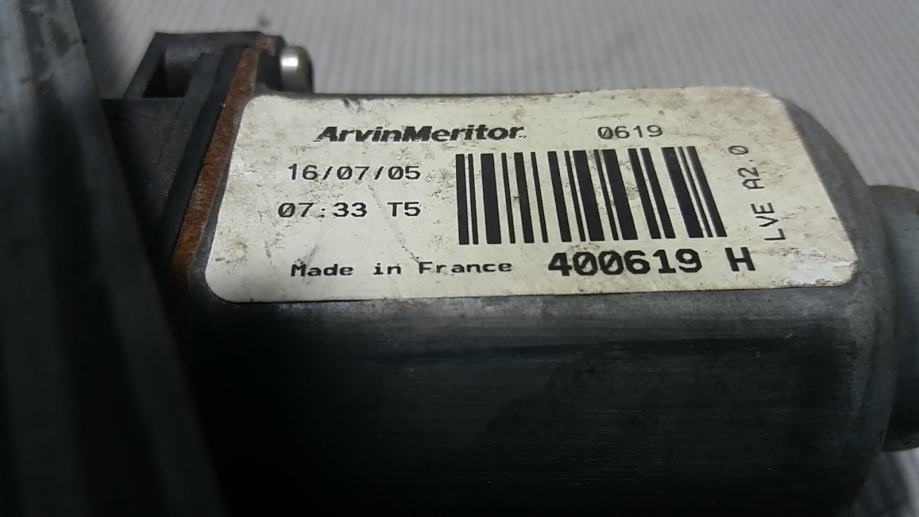 ArvinMeritor 0619
16/07/05
07:33 T5
Made in France 400619 H
LVE A2.0